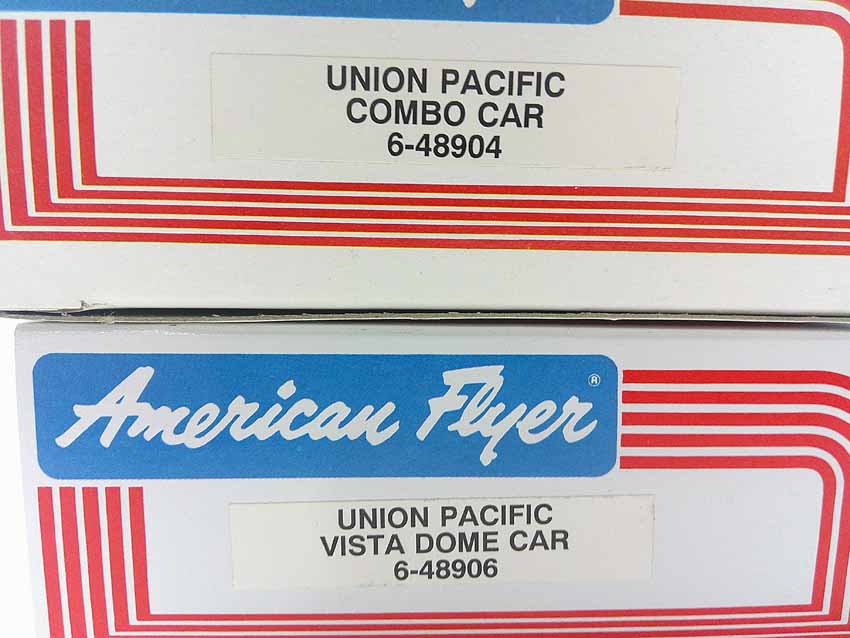 UNION PACIFIC
COMBO CAR
6-48904
American Flyer®
UNION PACIFIC
VISTA DOME CAR
6-48906